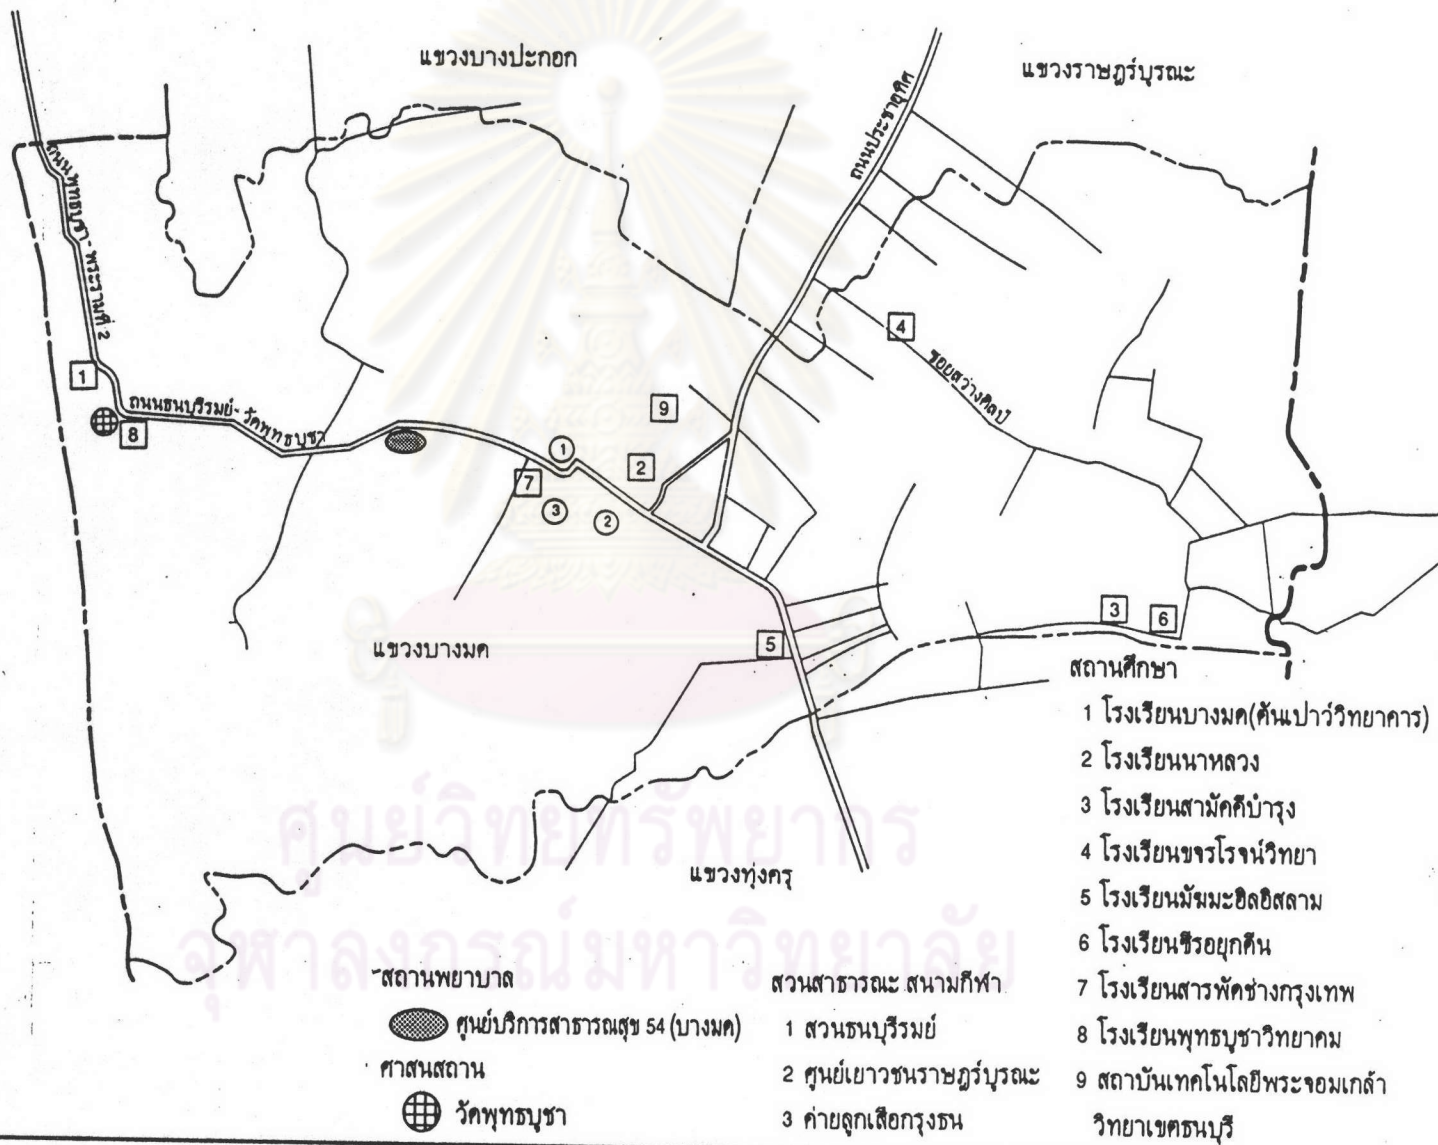 แขวงบางปะกอก
แขวงราษฎร์บูรณะ
ถนนประชาอุทิศ
ถนนพุทธบูชา - พระรามที่ 2
4
ซอยสว่างศิลป์
1
ถนนธนบุรีรมย์-วัดพุทธบูชา
9
8
1
2
7
3
2
3
6
5
แขวงบางมด
แขวงทุ่งครุ
สถานศึกษา
1 โรงเรียนบางมด(ตันเปาว์วิทยาคาร)
2 โรงเรียนนาหลวง
3 โรงเรียนสามัคคีบำรุง
4 โรงเรียนขจรโรจน์วิทยา
5 โรงเรียนมัฆมะฮิลอิสลาม
6 โรงเรียนซีรอยุกดีน
7 โรงเรียนสารพัดช่างกรุงเทพ
8 โรงเรียนพุทธบูชาวิทยาคม
9 สถาบันเทคโนโลยีพระจอมเกล้า
วิทยาเขตธนบุรี
สถานพยาบาล
ศูนย์บริการสาธารณสุข 54 (บางมด)
ศาสนสถาน
วัดพุทธบูชา
สวนสาธารณะ สนามกีฬา
1 สวนธนบุรีรมย์
2 ศูนย์เยาวชนราษฎร์บูรณะ
3 ค่ายลูกเสือกรุงธน
ศูนย์วิทยทรัพยากร
จุฬาลงกรณ์มหาวิทยาลัย